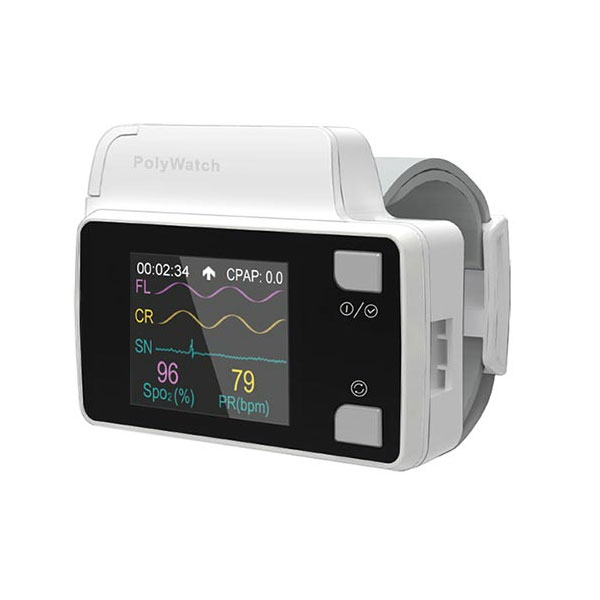 PolyWatch
00:02:34 CPAP: 0.0
FL
CR
SN
96 79
Spo₂(%) PR(bpm)